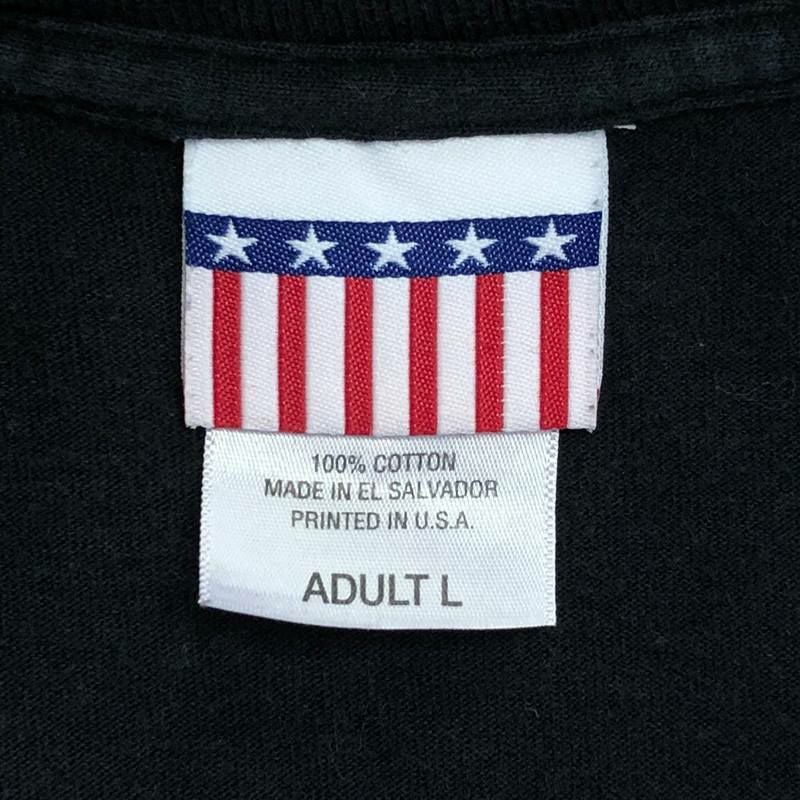 100% COTTON
MADE IN EL SALVADOR
PRINTED IN U.S.A.
ADULT L